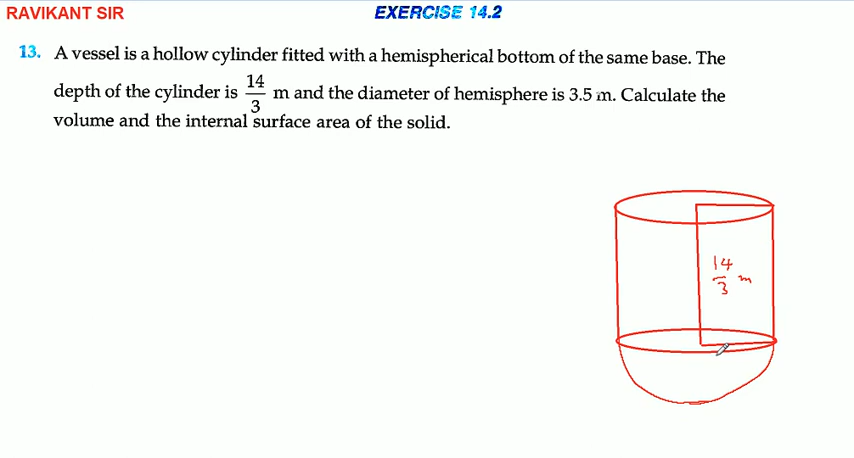 RAVIKANT SIR
EXERCISE 14.2
13. A vessel is a hollow cylinder fitted with a hemispherical bottom of the same base. The
depth of the cylinder is 14/3 m and the diameter of hemisphere is 3.5 m. Calculate the
volume and the internal surface area of the solid.
14/3 m